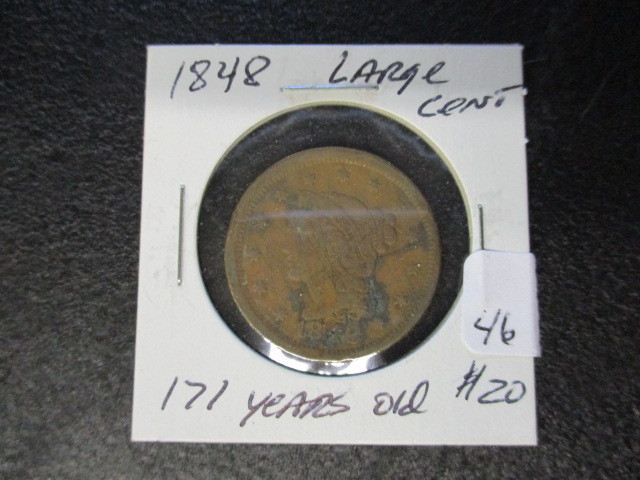 1848 LARge
cenT
46
171 years old #20